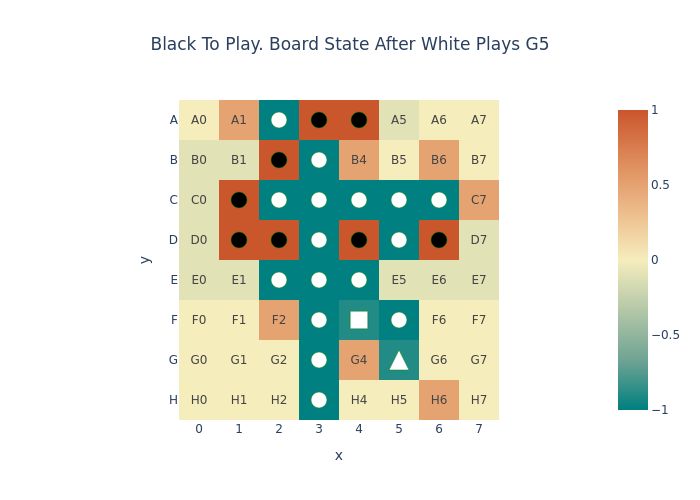 Black To Play. Board State After White Plays G5
A A0 A1 A5 A6 A7
B B0 B1 B4 B5 B6 B7
C C0 C7
D D0 D7
E E0 E1 E5 E6 E7
F F0 F1 F2 F6 F7
G G0 G1 G2 G4 G6 G7
H H0 H1 H2 H4 H5 H6 H7
0 1 2 3 4 5 6 7
x
y
1
0.5
0
−0.5
−1